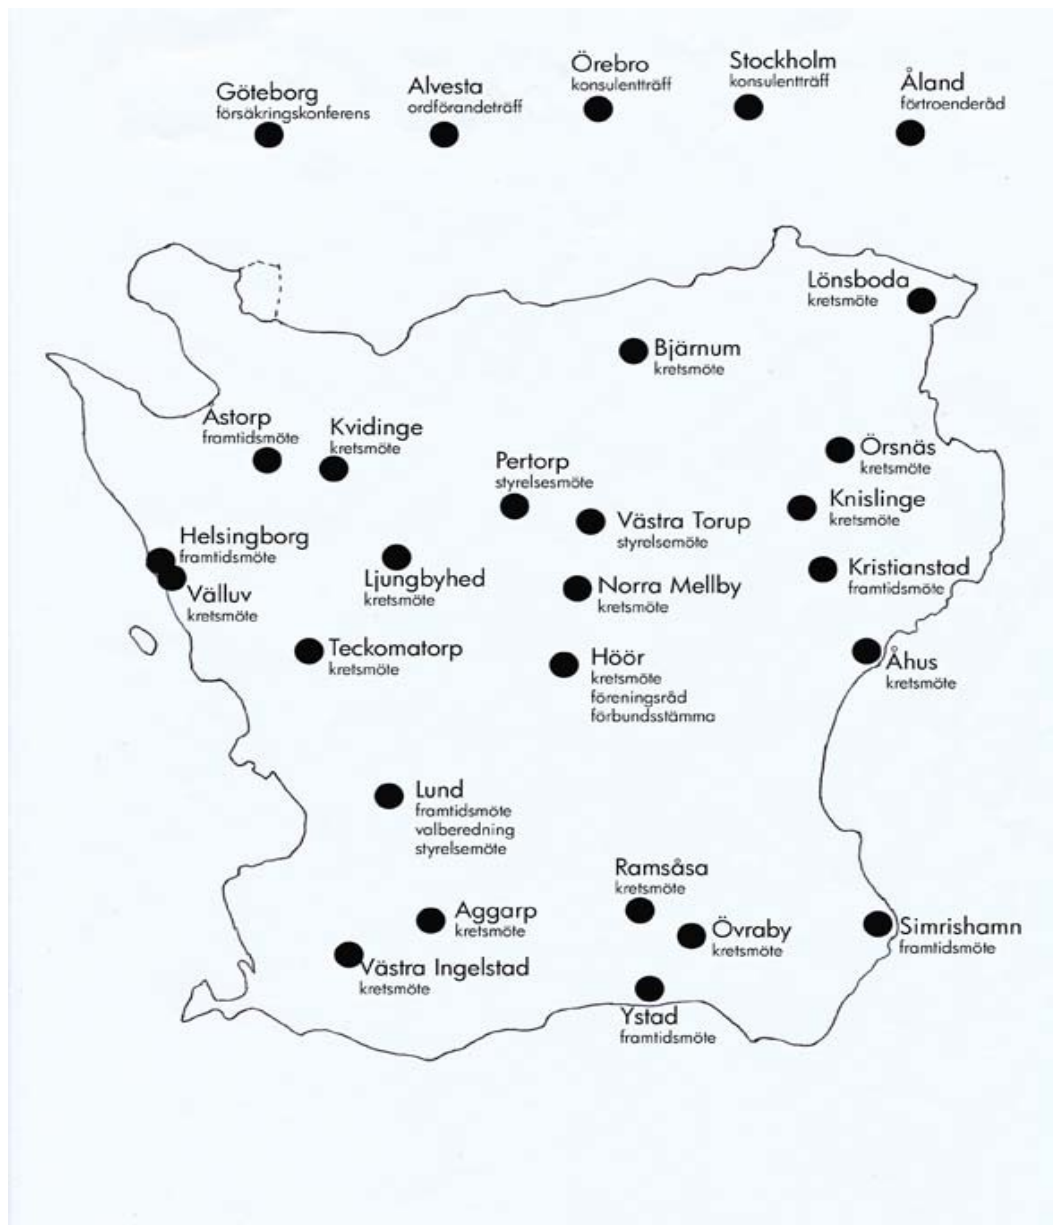 Göteborg
försäkringskonferens
Alvesta
ordförandeträff
Örebro
konsulentträff
Stockholm
konsulentträff
Åland
förtroenderåd
Lönsboda
kretsmöte
Bjärnum
kretsmöte
Åstorp
framtidsmöte
Kvidinge
kretsmöte
Pertorp
styrelsesmöte
Örsnäs
kretsmöte
Knislinge
kretsmöte
Västra Torup
styrelsemöte
Helsingborg
framtidsmöte
Välluv
kretsmöte
Ljungbyhed
kretsmöte
Norra Mellby
kretsmöte
Kristianstad
framtidsmöte
Teckomatorp
kretsmöte
Höör
kretsmöte
föreningsråd
förbundsstämma
Åhus
kretsmöte
Lund
framtidsmöte
valberedning
styrelsemöte
Ramsåsa
kretsmöte
Aggarp
kretsmöte
Övraby
kretsmöte
Simrishamn
framtidsmöte
Västra Ingelstad
kretsmöte
Ystad
framtidsmöte